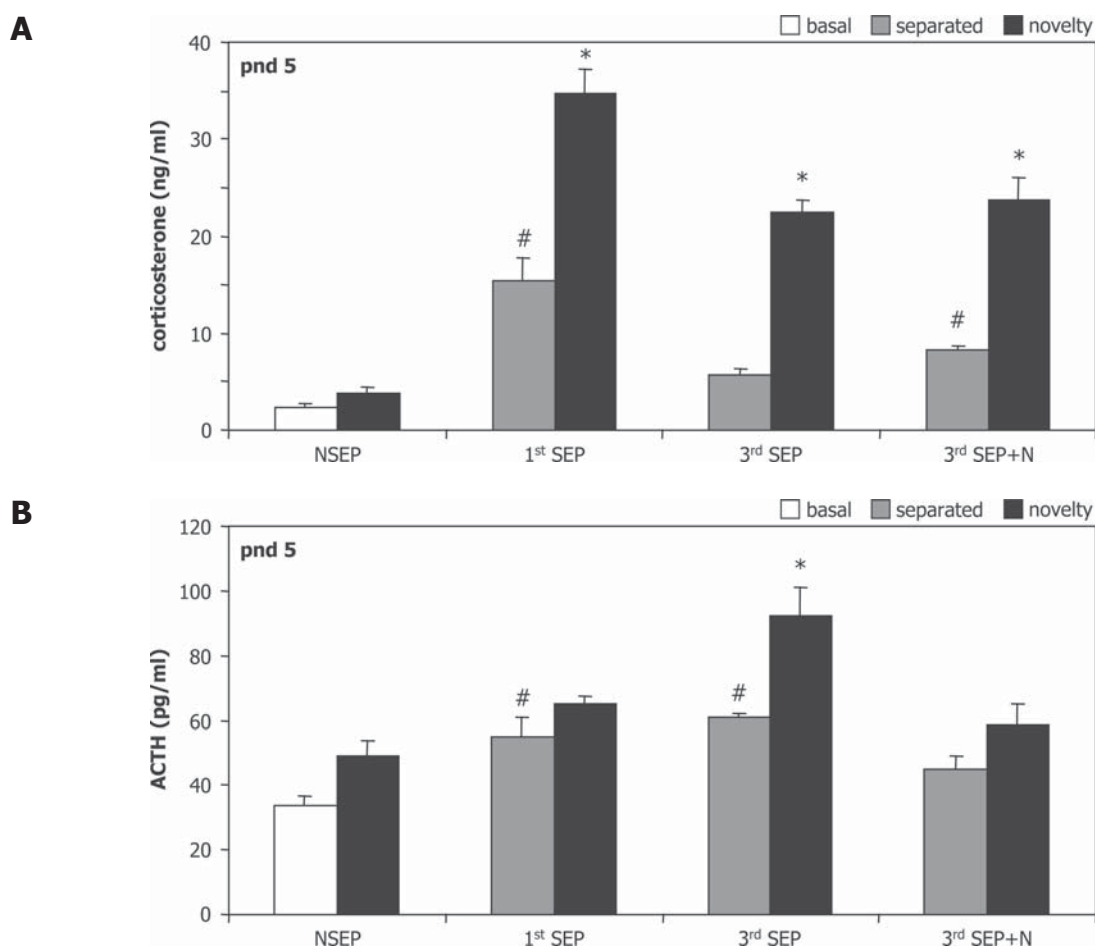 A
basal separated novelty
pnd 5
corticosterone (ng/ml)
40
30
20
10
0
*
#
*
#
*
NSEP 1st SEP 3rd SEP 3rd SEP+N
B
basal separated novelty
pnd 5
ACTH (pg/ml)
120
100
80
60
40
20
0
#
#
*
NSEP 1st SEP 3rd SEP 3rd SEP+N